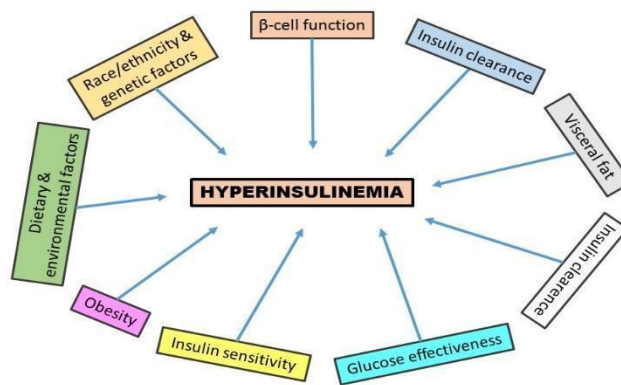 β-cell function
Race/ethnicity &
genetic factors
Insulin clearance
Visceral fat
Dietary &
environmental factors
HYPERINSULINEMIA
Insulin clearence
Obesity
Insulin sensitivity
Glucose effectiveness